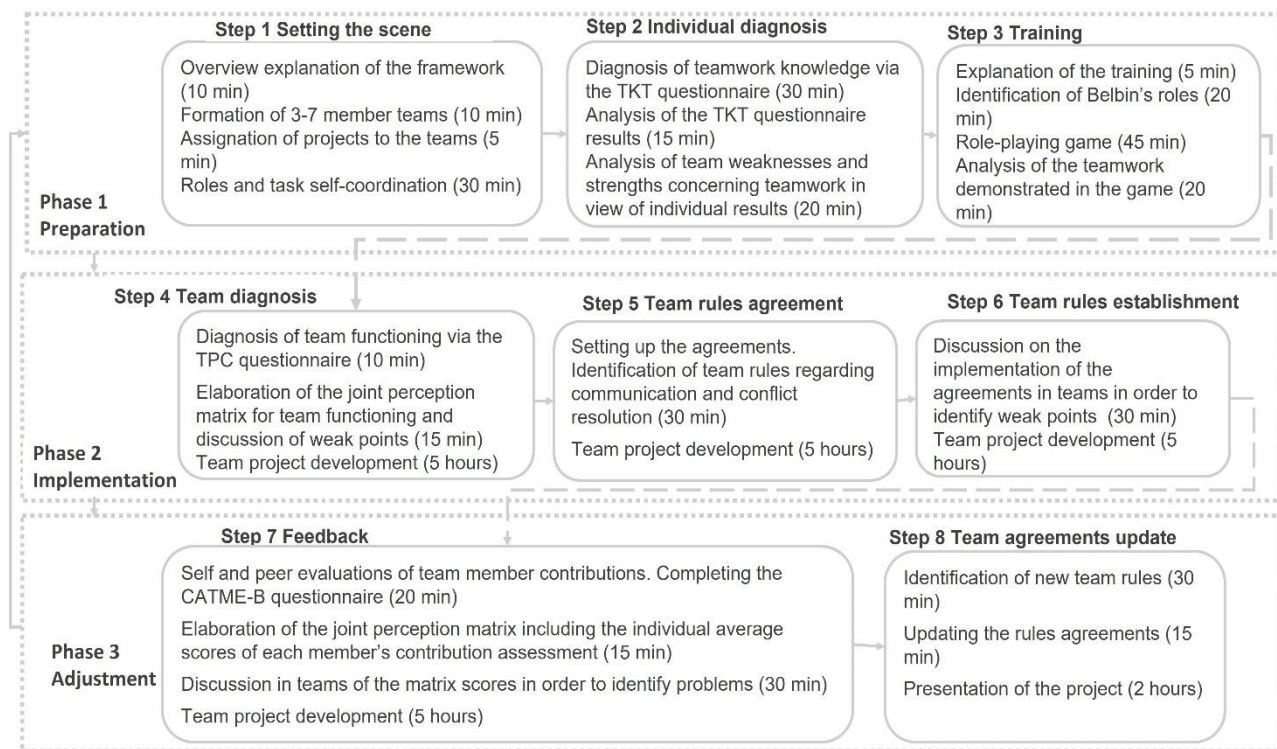 Step 1 Setting the scene
Overview explanation of the framework
(10 min)
Formation of 3-7 member teams (10 min)
Assignation of projects to the teams (5
min)
Roles and task self-coordination (30 min)
Step 2 Individual diagnosis
Diagnosis of teamwork knowledge via
the TKT questionnaire (30 min)
Analysis of the TKT questionnaire
results (15 min)
Analysis of team weaknesses and
strengths concerning teamwork in
view of individual results (20 min)
Step 3 Training
Explanation of the training (5 min)
Identification of Belbin's roles (20
min)
Role-playing game (45 min)
Analysis of the teamwork
demonstrated in the game (20
min)
Phase 1
Preparation
Step 4 Team diagnosis
Diagnosis of team functioning via the
TPC questionnaire (10 min)
Elaboration of the joint perception
matrix for team functioning and
discussion of weak points (15 min)
Team project development (5 hours)
Step 5 Team rules agreement
Setting up the agreements.
Identification of team rules regarding
communication and conflict
resolution (30 min)
Team project development (5 hours)
Step 6 Team rules establishment
Discussion on the
implementation of the
agreements in teams in order to
identify weak points (30 min)
Team project development (5
hours)
Phase 2
Implementation
Step 7 Feedback
Self and peer evaluations of team member contributions. Completing the
CATME-B questionnaire (20 min)
Elaboration of the joint perception matrix including the individual average
scores of each member's contribution assessment (15 min)
Discussion in teams of the matrix scores in order to identify problems (30 min)
Team project development (5 hours)
Step 8 Team agreements update
Identification of new team rules (30
min)
Updating the rules agreements (15
min)
Presentation of the project (2 hours)
Phase 3
Adjustment